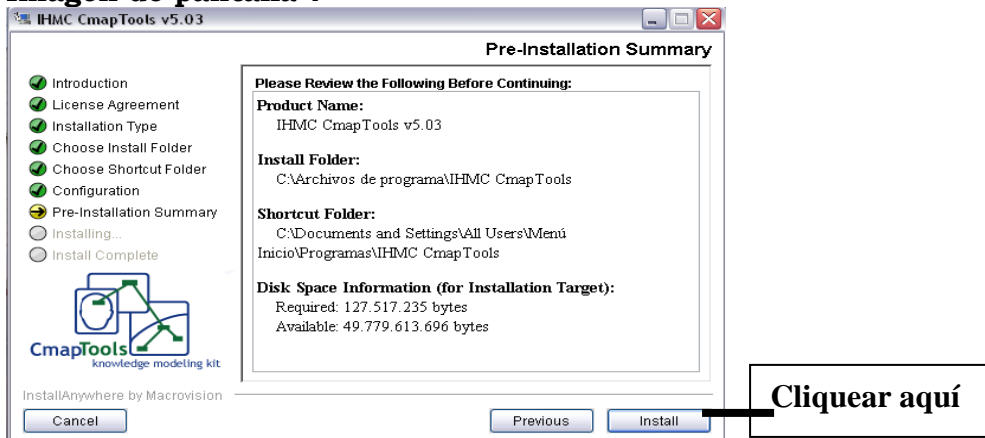 IHMC CmapTools v5.03
Pre-Installation Summary
Introduction
License Agreement
Installation Type
Choose Install Folder
Choose Shortcut Folder
Configuration
Pre-Installation Summary
Installing...
Install Complete
CmapTools
knowledge modeling kit
Please Review the Following Before Continuing:
Product Name:
IHMC CmapTools v5.03
Install Folder:
C:\Archivos de programa\IHMC CmapTools
Shortcut Folder:
C:\Documents and Settings\All Users\Menú
Inicio\Programas\IHMC CmapTools
Disk Space Information (for Installation Target):
Required: 127.517.235 bytes
Available: 49.779.613.696 bytes
InstallAnywhere by Macrovision
Cancel
Previous
Install
Cliquear aquí